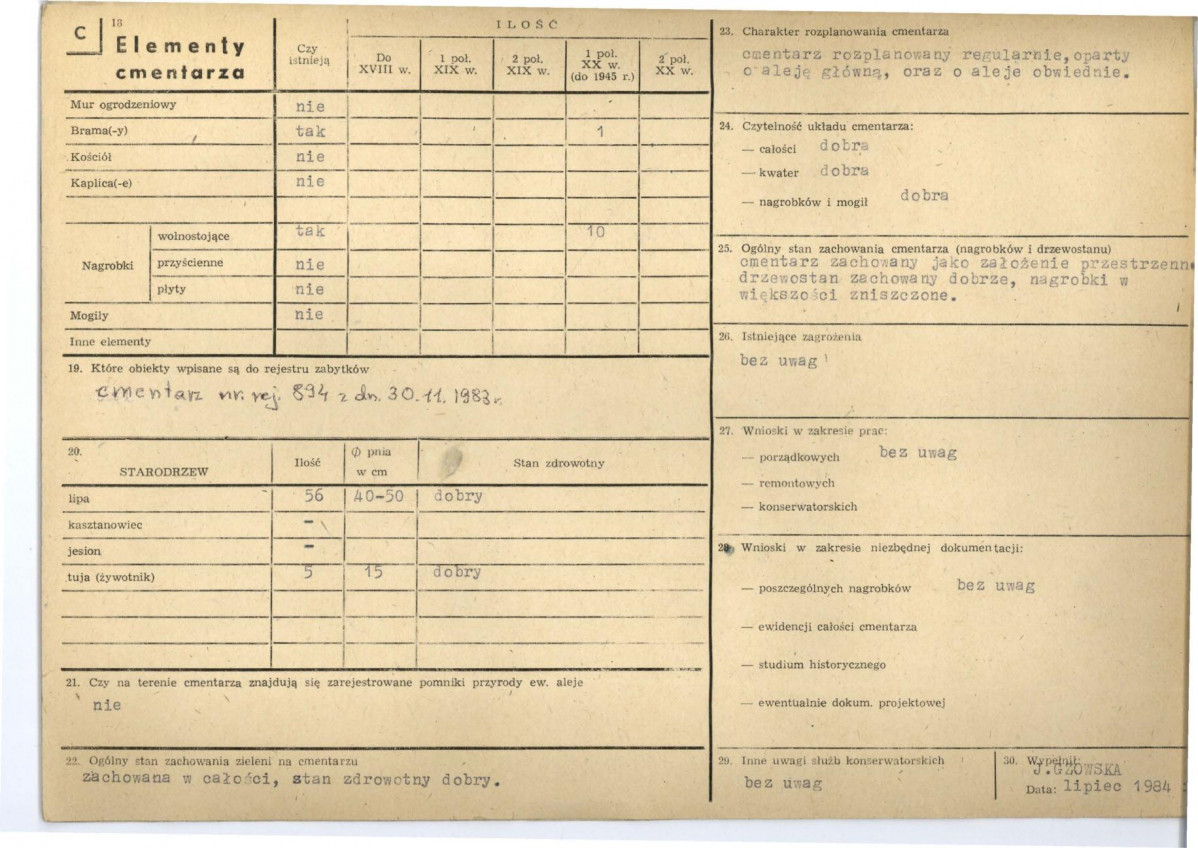 C
18
Elementy
cmentarza
Czy
istnieją
ILOŚĆ
Do
XVIII w.
1 poł.
XIX w.
2 poł.
XIX w.
1 poł.
XX w.
(do 1945 r.)
2 poł.
XX w.
Mur ogrodzeniowy nie
Brama(-y) tak 1
Kościół nie
Kaplica(-e) nie
Nagrobki
wolnostojące tak 10
przyścienne nie
płyty nie
Mogiły nie
Inne elementy
19. Które obiekty wpisane są do rejestru zabytków
cmentarz nr. rej. 894 z dn. 30.11.1983r.
20.
STARODRZEW
Ilość
Ø pnia
w cm
Stan zdrowotny
lipa 56 40-50 dobry
kasztanowiec -
jesion -
tuja (żywotnik) 5 15 dobry
21. Czy na terenie cmentarza znajdują się zarejestrowane pomniki przyrody ew. aleje
nie
22. Ogólny stan zachowania zieleni na cmentarzu
zachowana w całości, stan zdrowotny dobry.
23. Charakter rozplanowania cmentarza
cmentarz rozplanowany regularnie, oparty
o aleję główną, oraz o aleje obwiednie.
24. Czytelność układu cmentarza:
— całości dobra
— kwater dobra
— nagrobków i mogił dobra
25. Ogólny stan zachowania cmentarza (nagrobków i drzewostanu)
cmentarz zachowany jako założenie przestrzenn
drzewostan zachowany dobrze, nagrobki w
większości zniszczone.
26. Istniejące zagrożenia
bez uwag
27. Wnioski w zakresie prac:
— porządkowych bez uwag
— remontowych
— konserwatorskich
28. Wnioski w zakresie niezbędnej dokumentacji:
— poszczególnych nagrobków bez uwag
— ewidencji całości cmentarza
— studium historycznego
— ewentualnie dokum. projektowej
29. Inne uwagi służb konserwatorskich
bez uwag
30. Wypełnił:
J.GZOWSKA
Data: lipiec 1984